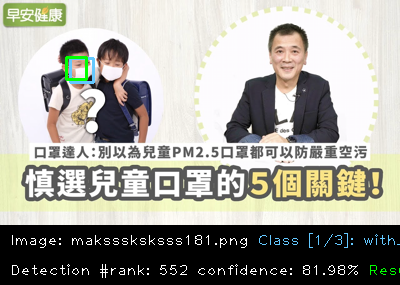 早安健康
?
口罩達人:別以為兒童PM2.5口罩都可以防嚴重空污
慎選兒童口罩的5個關鍵!
Image: maksssksksss181.png Class [1/3]: with_
Detection #rank: 552 confidence: 81.98% Res